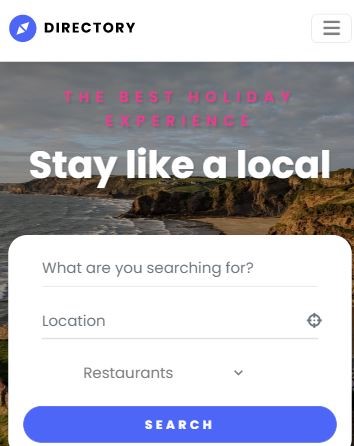 DIRECTORY
THE BEST HOLIDAY
EXPERIENCE
Stay like a local
What are you searching for?
Location
Restaurants
SEARCH